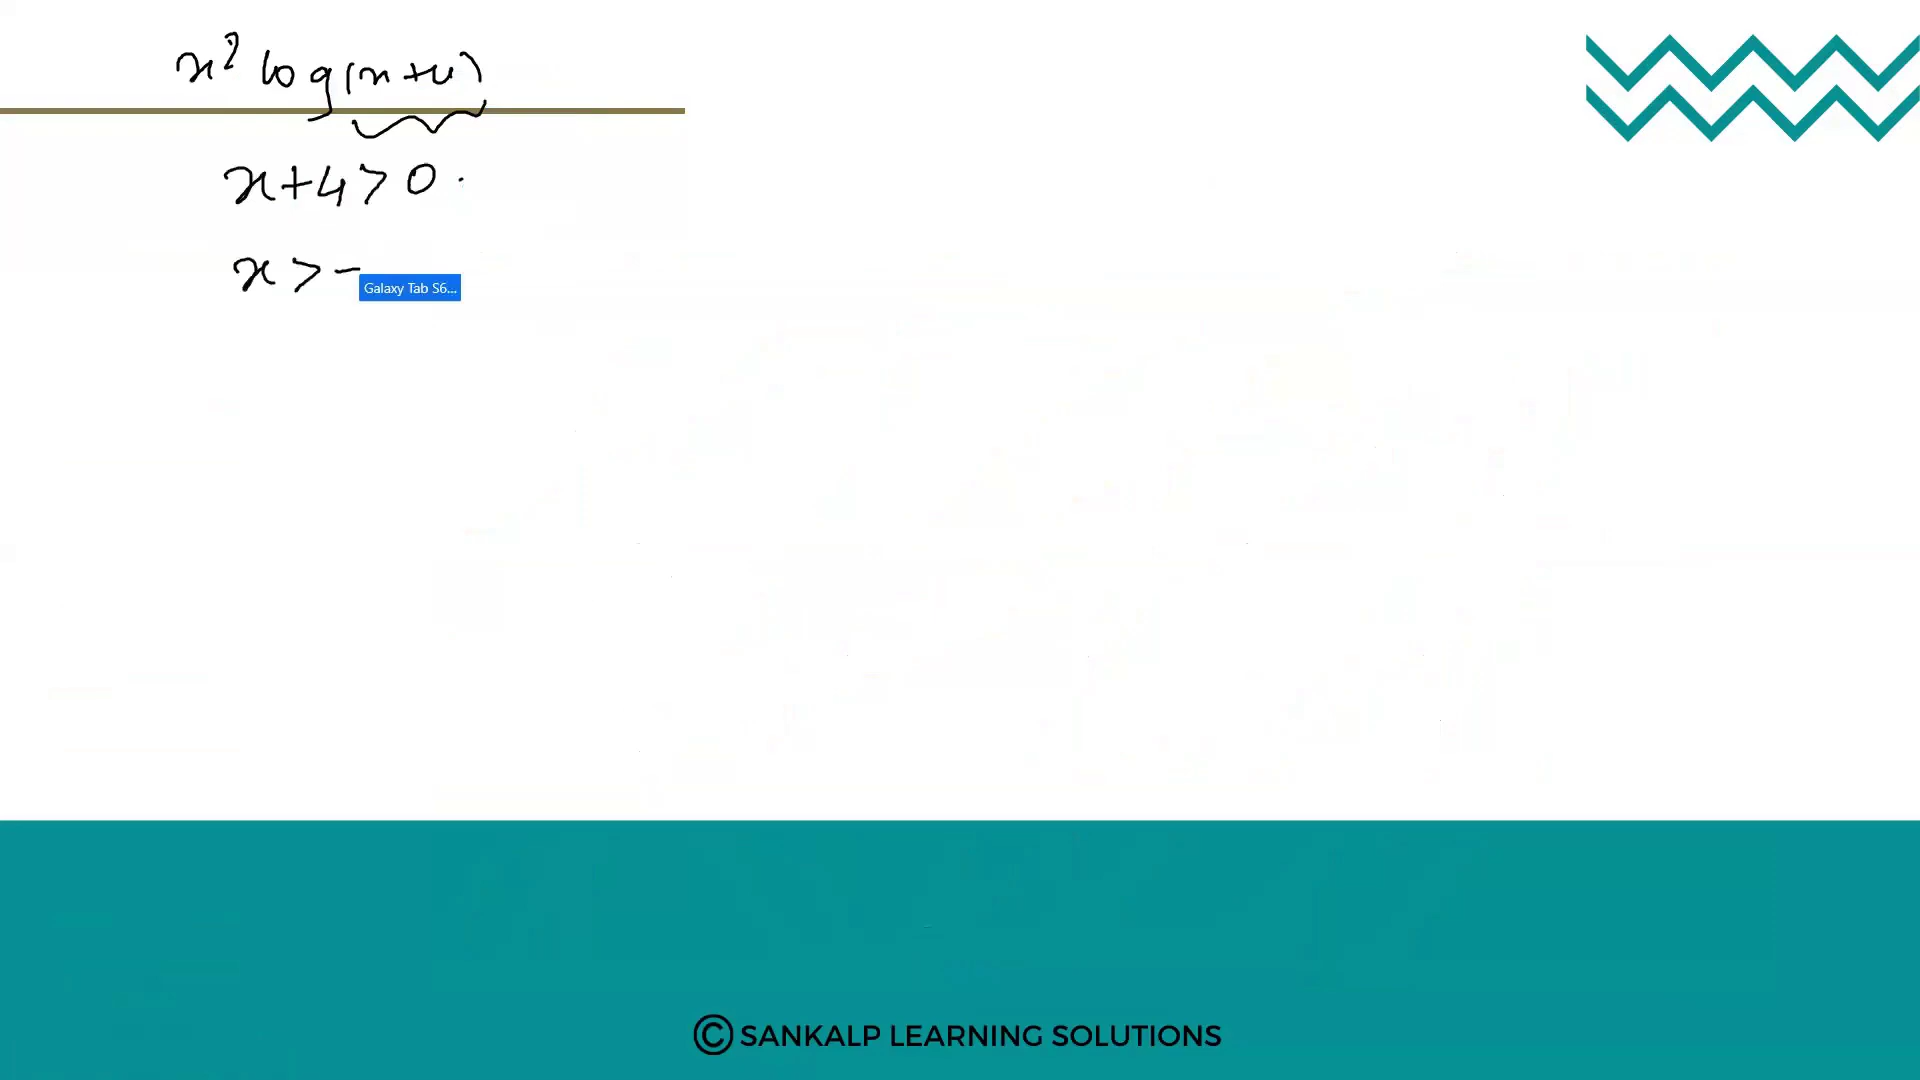 x² log(x+4)
x+4>0.
x>-
Galaxy Tab S6...
© SANKALP LEARNING SOLUTIONS